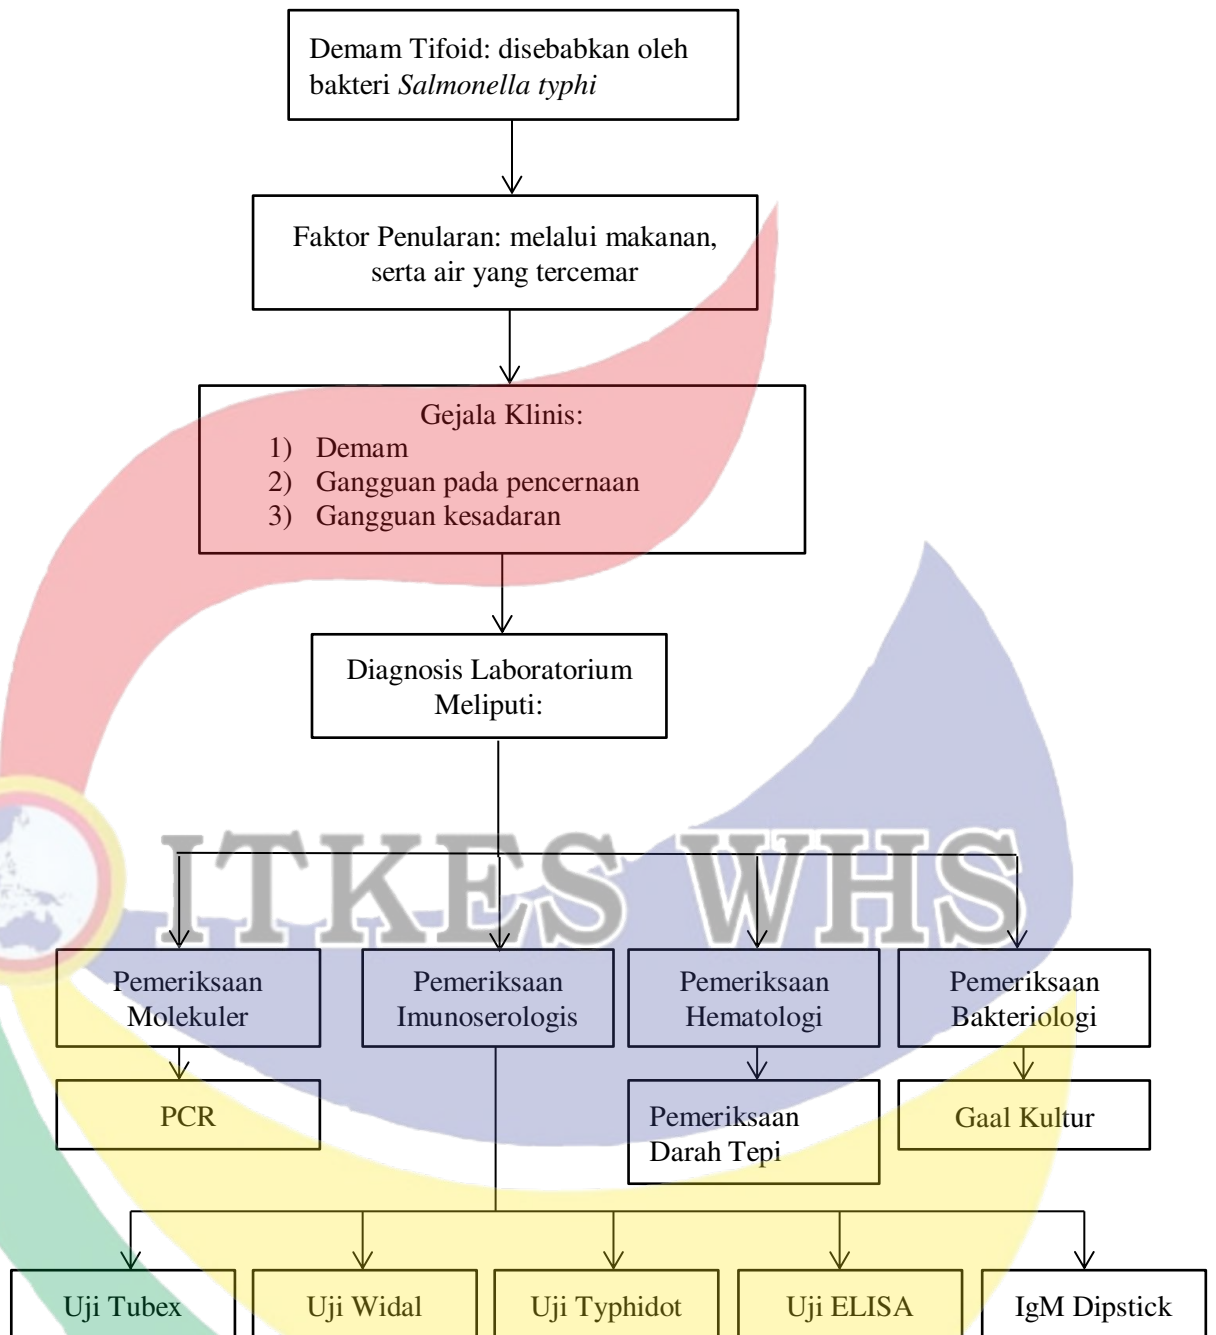 Demam Tifoid: disebabkan oleh
bakteri Salmonella typhi
Faktor Penularan: melalui makanan,
serta air yang tercemar
Gejala Klinis:
1) Demam
2) Gangguan pada pencernaan
3) Gangguan kesadaran
Diagnosis Laboratorium
Meliputi:
ITKES WHS
Pemeriksaan
Molekuler
Pemeriksaan
Imunoserologis
Pemeriksaan
Hematologi
Pemeriksaan
Bakteriologi
PCR
Pemeriksaan
Darah Tepi
Gaal Kultur
Uji Tubex
Uji Widal
Uji Typhidot
Uji ELISA
IgM Dipstick